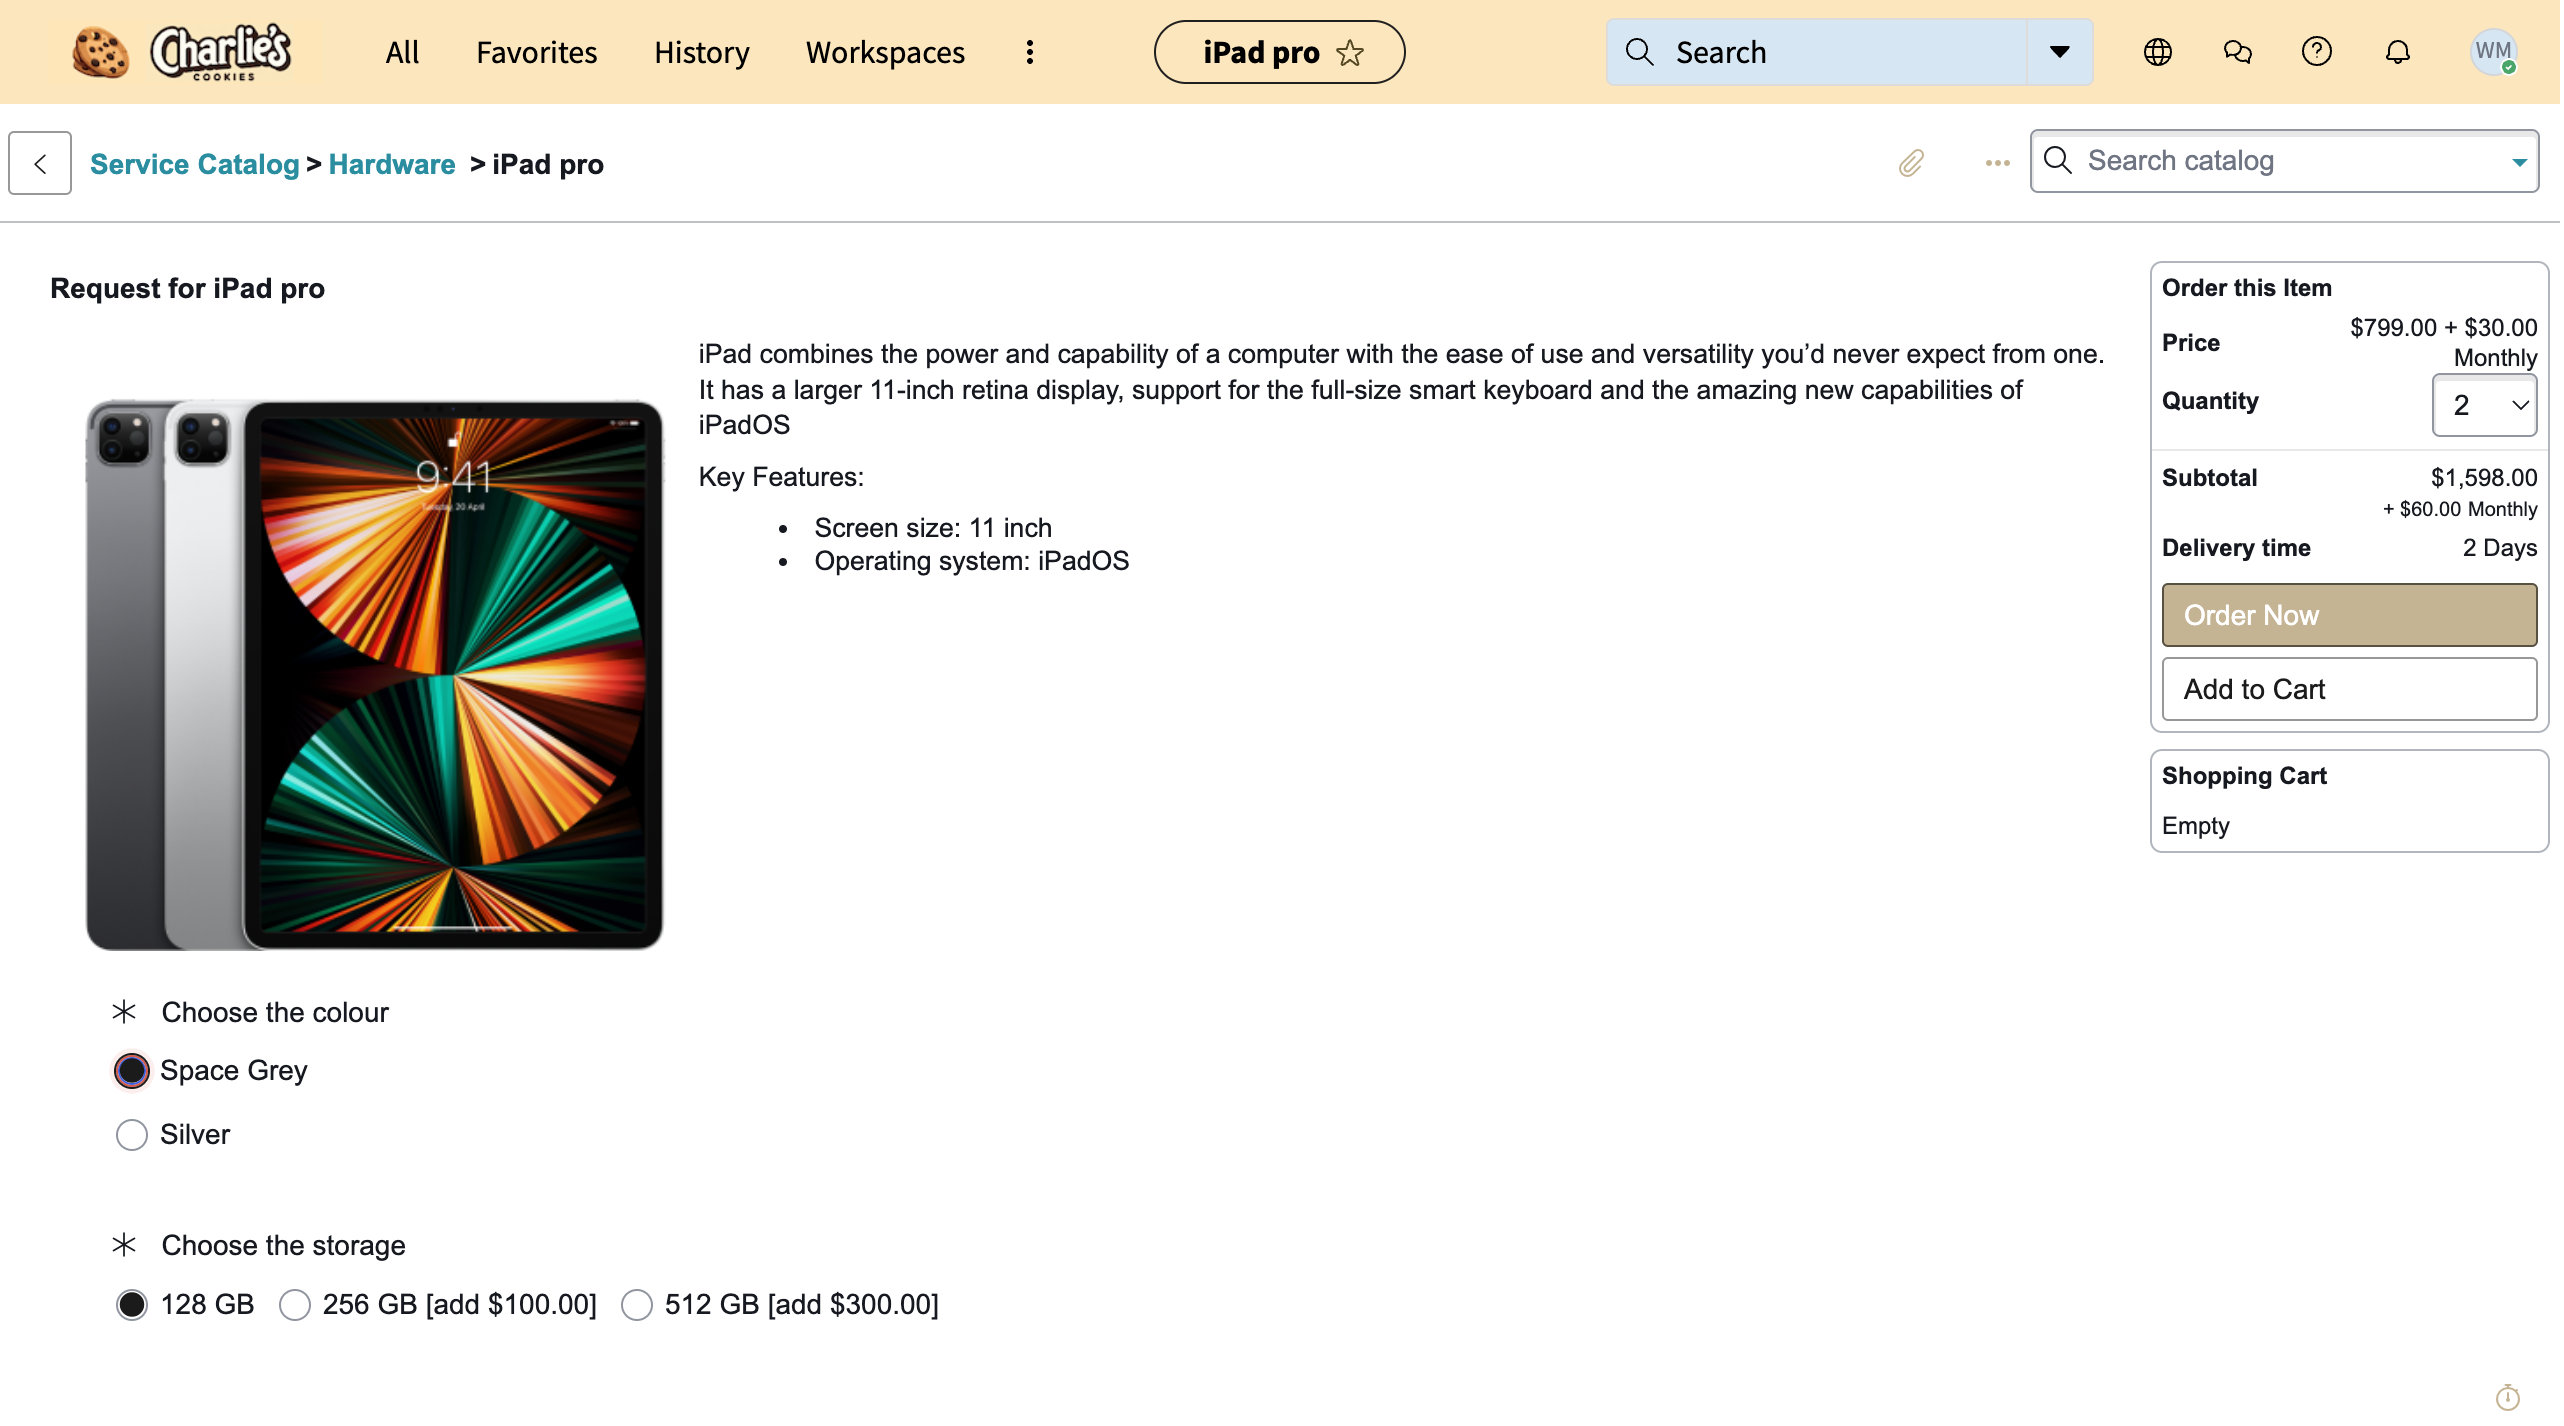 Charlie's
COOKIES
All Favorites History Workspaces
iPad pro
Search
WM
Service Catalog > Hardware > iPad pro
Search catalog
Request for iPad pro
iPad combines the power and capability of a computer with the ease of use and versatility you’d never expect from one.
It has a larger 11-inch retina display, support for the full-size smart keyboard and the amazing new capabilities of
iPadOS
Key Features:
• Screen size: 11 inch
• Operating system: iPadOS
9:41
Tuesday, 20 April
Order this Item
Price $799.00 + $30.00
Monthly
Quantity 2
Subtotal $1,598.00
+ $60.00 Monthly
Delivery time 2 Days
Order Now
Add to Cart
Shopping Cart
Empty
Choose the colour
Space Grey
Silver
Choose the storage
128 GB 256 GB [add $100.00] 512 GB [add $300.00]